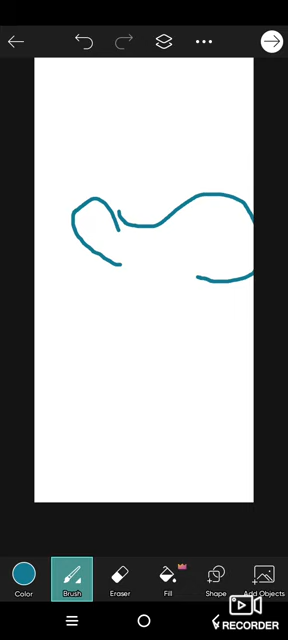 RECORDER
Color
Brush
Eraser
Fill
Shape
Add Objects